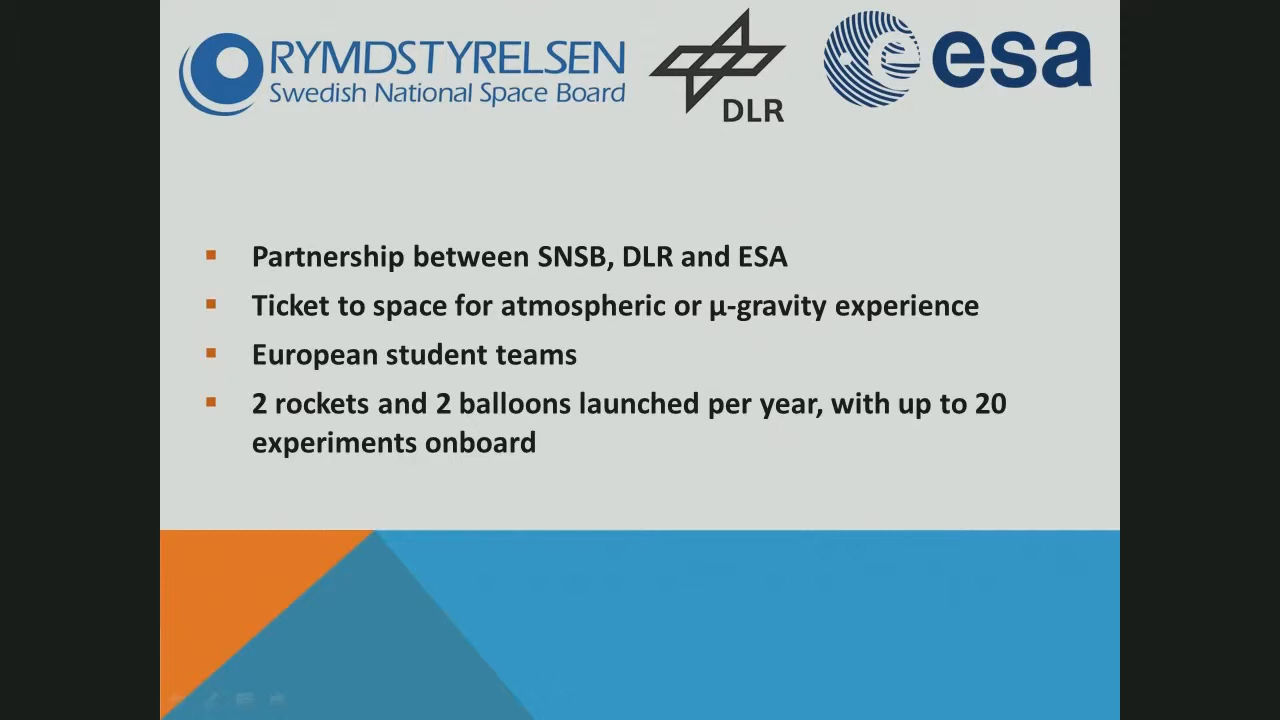 RYMDSTYRELSEN
Swedish National Space Board
DLR
esa
Partnership between SNSB, DLR and ESA
Ticket to space for atmospheric or µ-gravity experience
European student teams
2 rockets and 2 balloons launched per year, with up to 20
experiments onboard